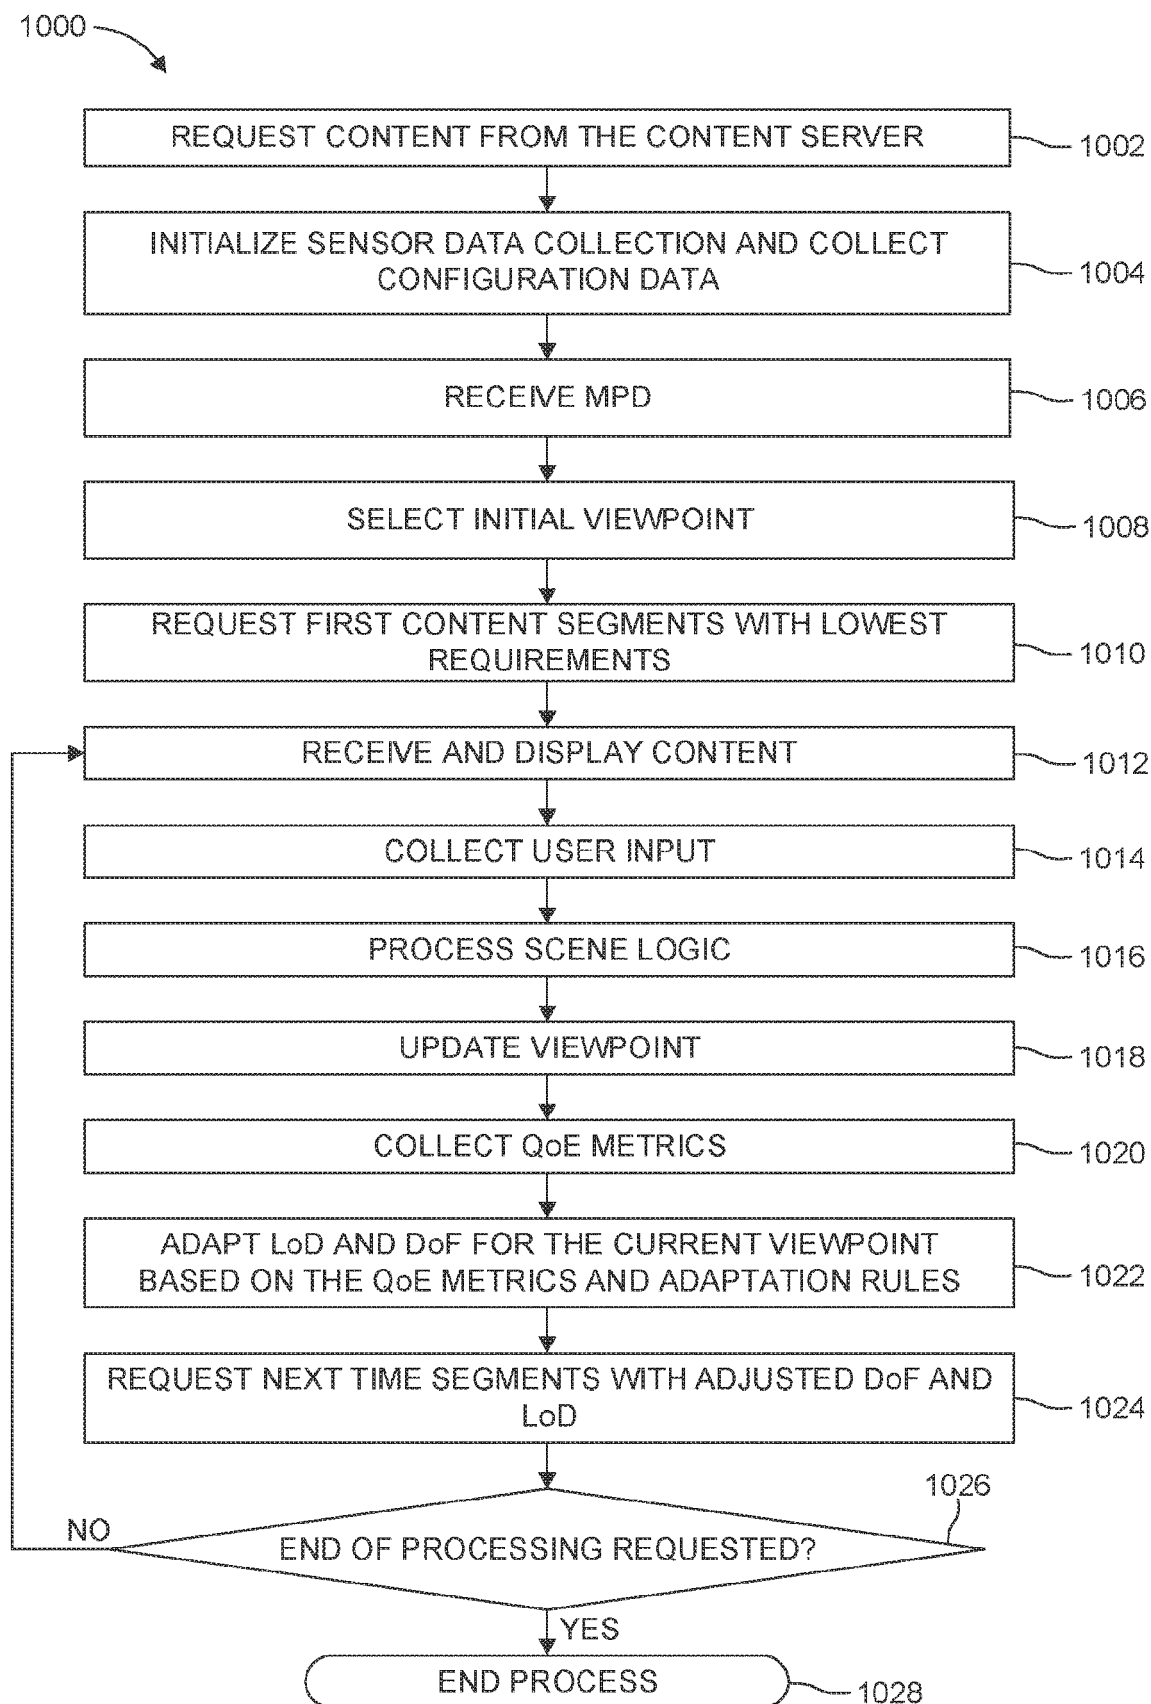 1000
REQUEST CONTENT FROM THE CONTENT SERVER
1002
INITIALIZE SENSOR DATA COLLECTION AND COLLECT
CONFIGURATION DATA
1004
RECEIVE MPD
1006
SELECT INITIAL VIEWPOINT
1008
REQUEST FIRST CONTENT SEGMENTS WITH LOWEST
REQUIREMENTS
1010
RECEIVE AND DISPLAY CONTENT
1012
COLLECT USER INPUT
1014
PROCESS SCENE LOGIC
1016
UPDATE VIEWPOINT
1018
COLLECT QoE METRICS
1020
ADAPT LoD AND DoF FOR THE CURRENT VIEWPOINT
BASED ON THE QoE METRICS AND ADAPTATION RULES
1022
REQUEST NEXT TIME SEGMENTS WITH ADJUSTED DoF AND
LoD
1024
1026
NO
END OF PROCESSING REQUESTED?
YES
END PROCESS
1028